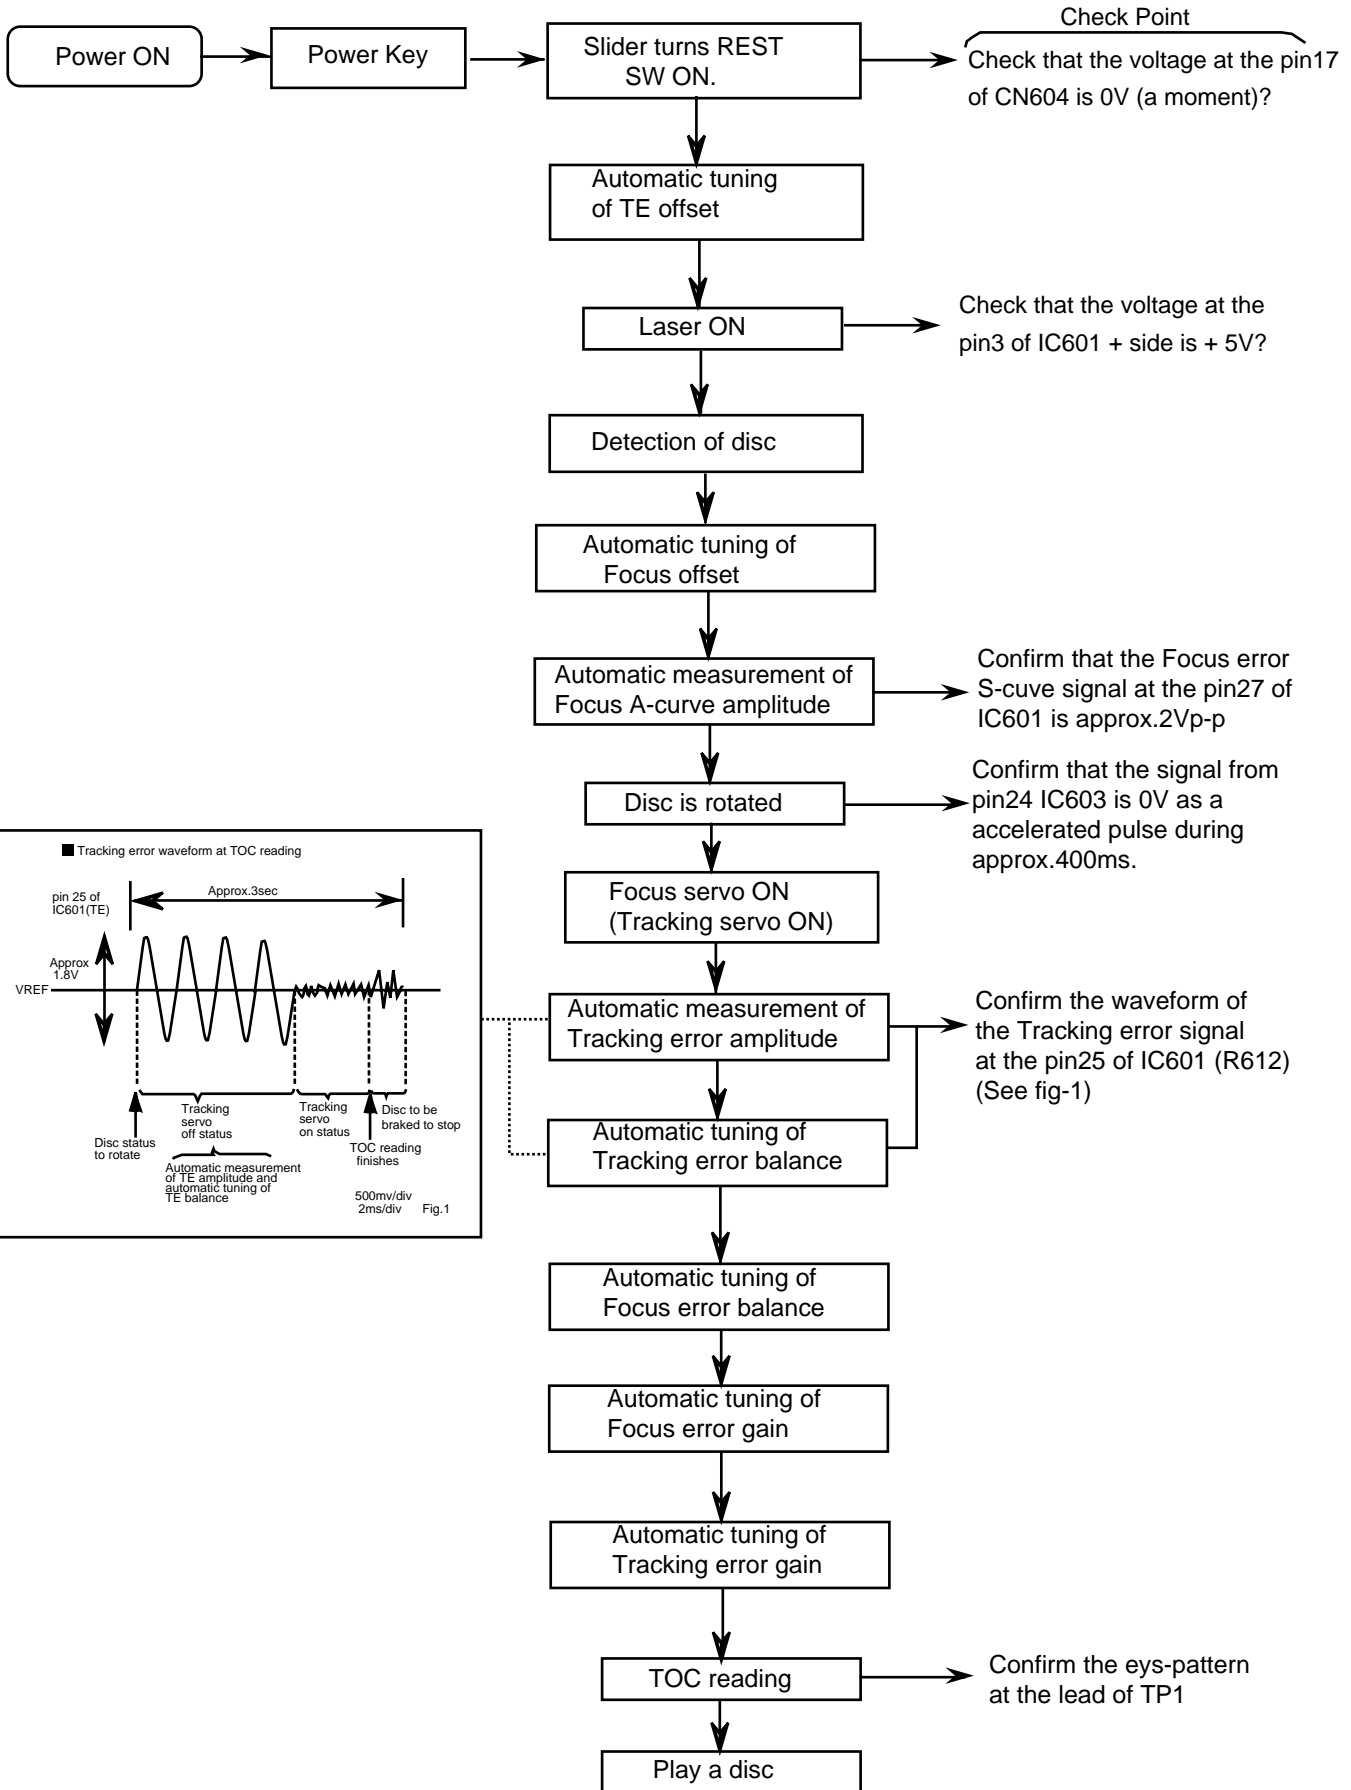 Check Point
Power ON
Power Key
Slider turns REST
SW ON.
Check that the voltage at the pin17
of CN604 is 0V (a moment)?
Automatic tuning
of TE offset
Laser ON
Check that the voltage at the
pin3 of IC601 + side is + 5V?
Detection of disc
Automatic tuning of
Focus offset
Automatic measurement of
Focus A-curve amplitude
Confirm that the Focus error
S-cuve signal at the pin27 of
IC601 is approx.2Vp-p
Disc is rotated
Confirm that the signal from
pin24 IC603 is 0V as a
accelerated pulse during
approx.400ms.
Focus servo ON
(Tracking servo ON)
■ Tracking error waveform at TOC reading
pin 25 of
IC601(TE)
Approx.3sec
Approx
1.8V
VREF
Tracking
servo
off status
Tracking
servo
on status
Disc to be
braked to stop
Disc status
to rotate
TOC reading
finishes
Automatic measurement
of TE amplitude and
automatic tuning of
TE balance
500mv/div
2ms/div
Fig.1
Automatic measurement of
Tracking error amplitude
Confirm the waveform of
the Tracking error signal
at the pin25 of IC601 (R612)
(See fig-1)
Automatic tuning of
Tracking error balance
Automatic tuning of
Focus error balance
Automatic tuning of
Focus error gain
Automatic tuning of
Tracking error gain
TOC reading
Confirm the eys-pattern
at the lead of TP1
Play a disc